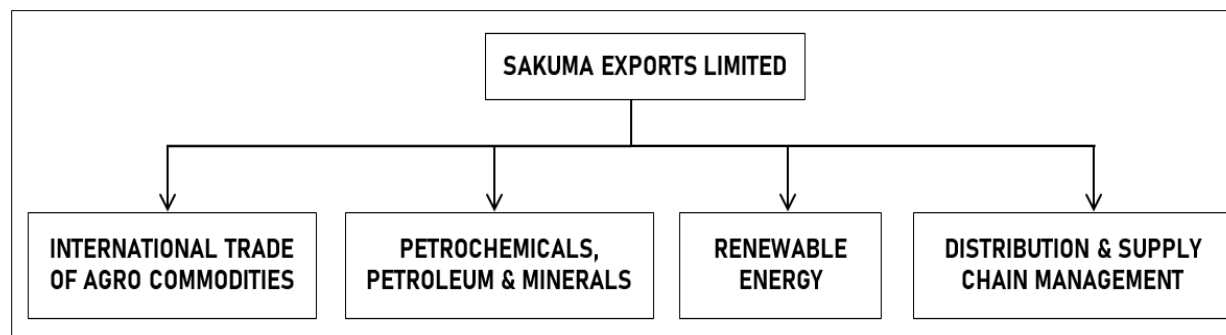 SAKUMA EXPORTS LIMITED
INTERNATIONAL TRADE
OF AGRO COMMODITIES
PETROCHEMICALS,
PETROLEUM & MINERALS
RENEWABLE
ENERGY
DISTRIBUTION & SUPPLY
CHAIN MANAGEMENT